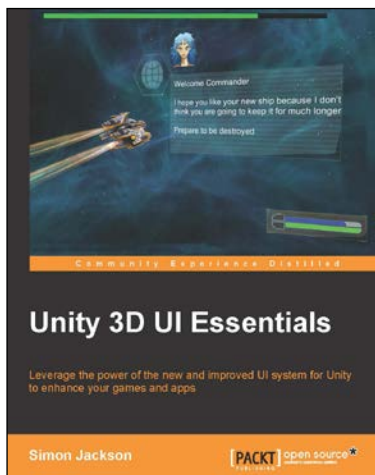 Welcome Commander
I hope you like your new ship because I don't
think you are going to keep it for much longer
Prepare to be destroyed
Community Experience Distilled
Unity 3D UI Essentials
Leverage the power of the new and improved UI system for Unity
to enhance your games and apps
Simon Jackson
[PACKT] open source*
PUBLISHING